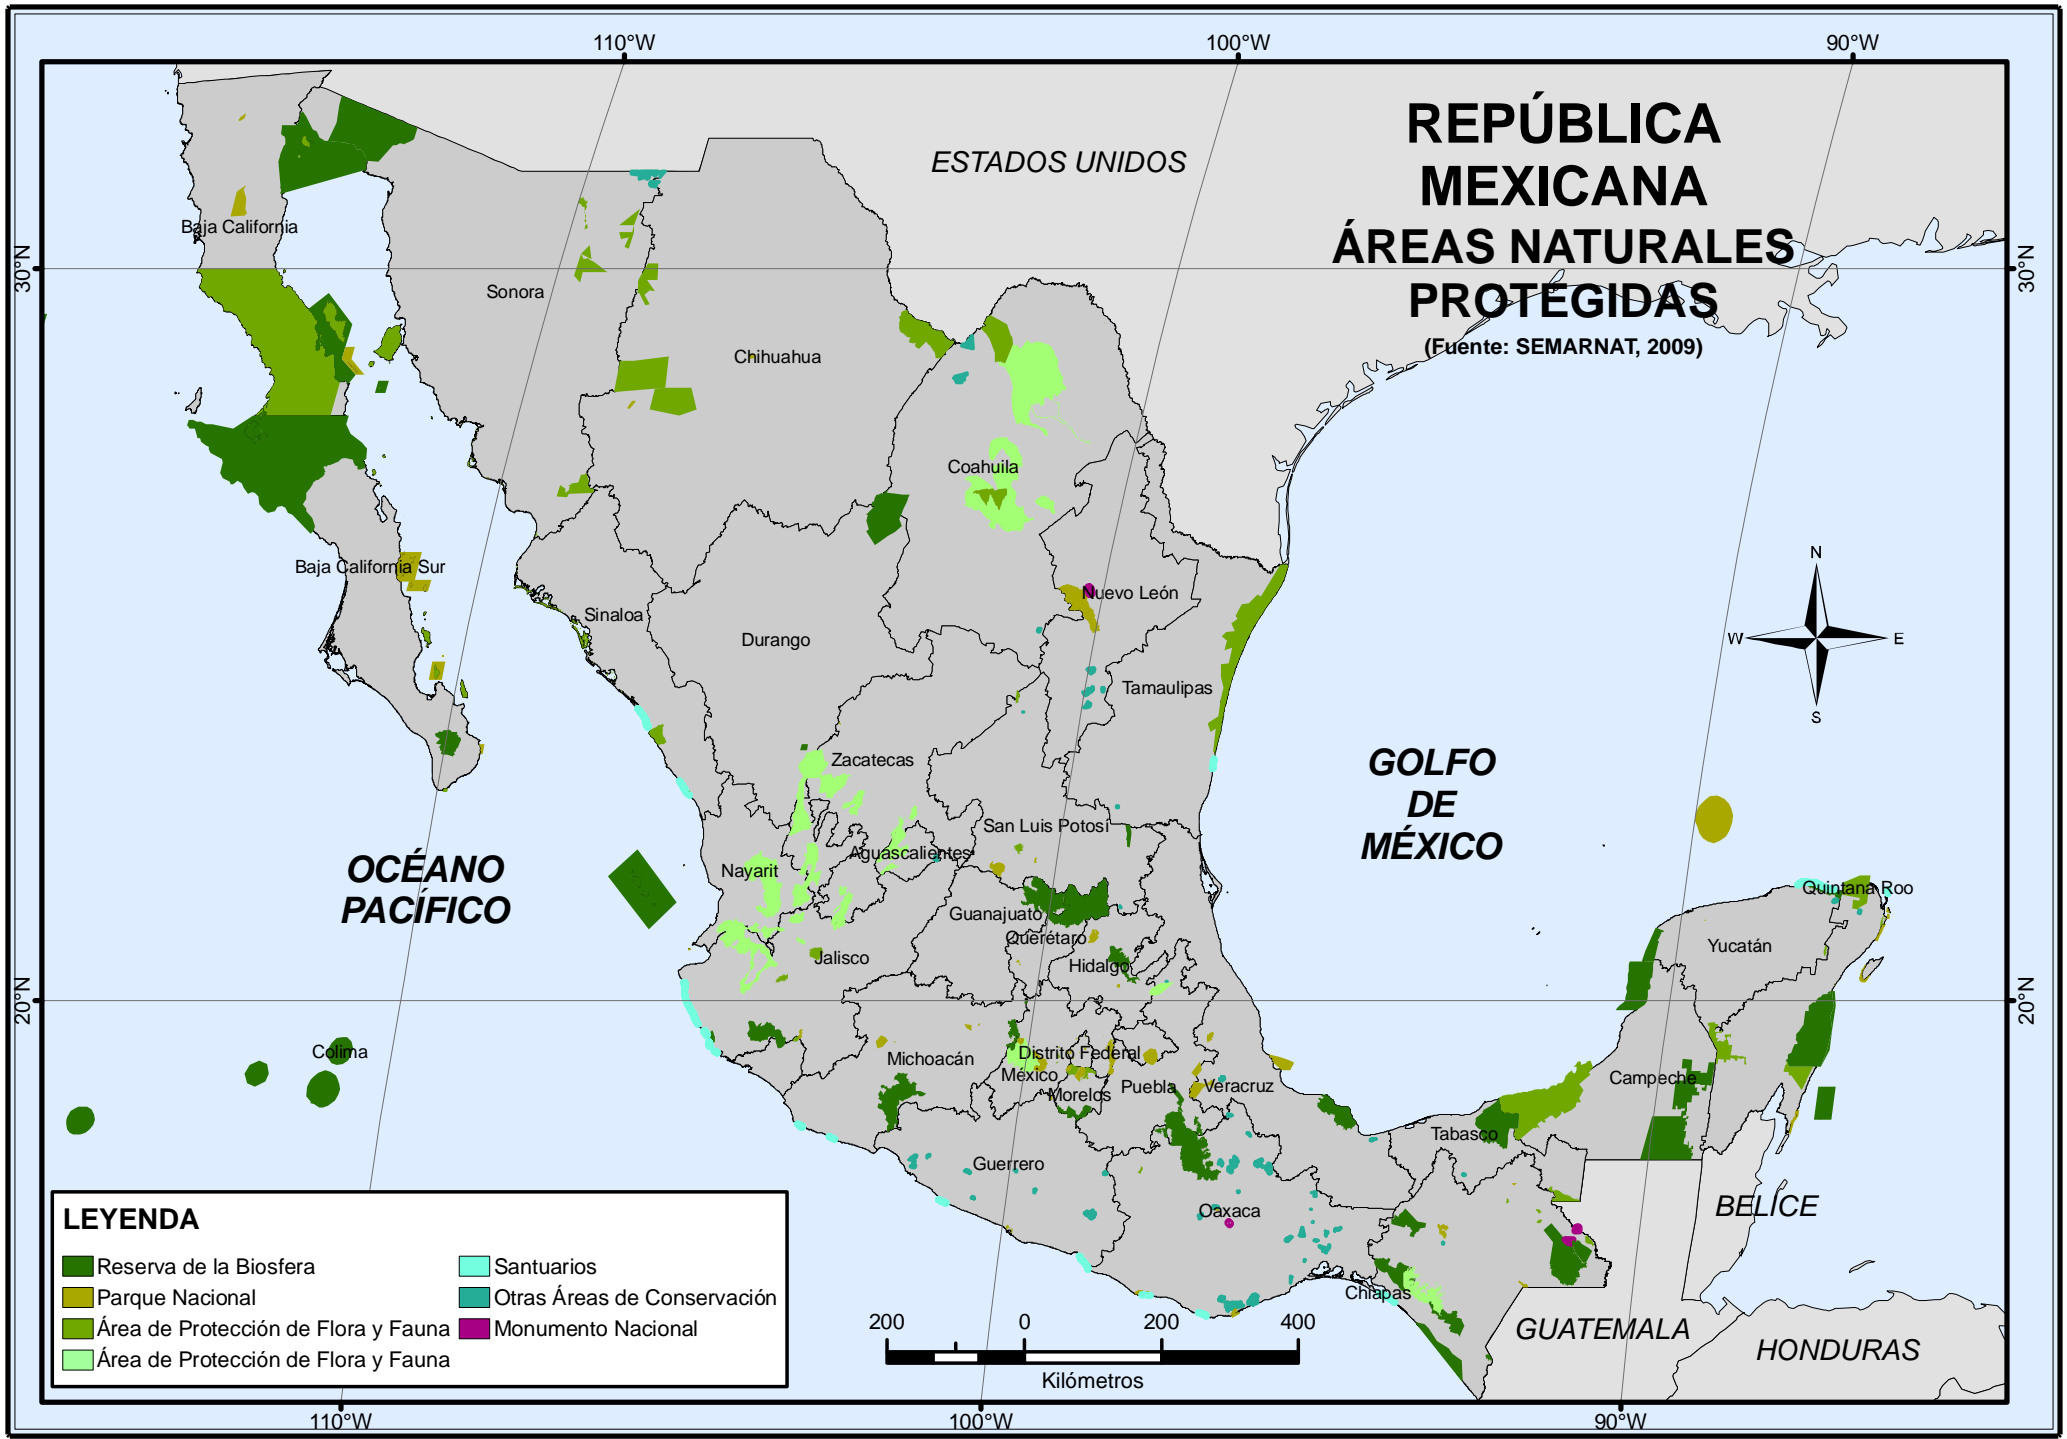 110°W
100°W
90°W
REPÚBLICA
MEXICANA
ÁREAS NATURALES
PROTEGIDAS
(Fuente: SEMARNAT, 2009)
ESTADOS UNIDOS
30°N
30°N
Baja California
Sonora
Chihuahua
Coahuila
Baja California Sur
Sinaloa
Durango
Nuevo León
Tamaulipas
N
W
E
S
Zacatecas
San Luis Potosí
Aguascalientes
Nayarit
GOLFO
DE
MÉXICO
OCÉANO
PACÍFICO
Guanajuato
Querétaro
Hidalgo
Jalisco
Quintana Roo
Yucatán
20°N
20°N
Colima
Michoacán
Distrito Federal
México
Morelos
Puebla
Veracruz
Campeche
Tabasco
Guerrero
Oaxaca
Chiapas
BELÍCE
GUATEMALA
HONDURAS
LEYENDA
Reserva de la Biosfera
Parque Nacional
Área de Protección de Flora y Fauna
Área de Protección de Flora y Fauna
Santuarios
Otras Áreas de Conservación
Monumento Nacional
200
0
200
400
Kilómetros
110°W
100°W
90°W